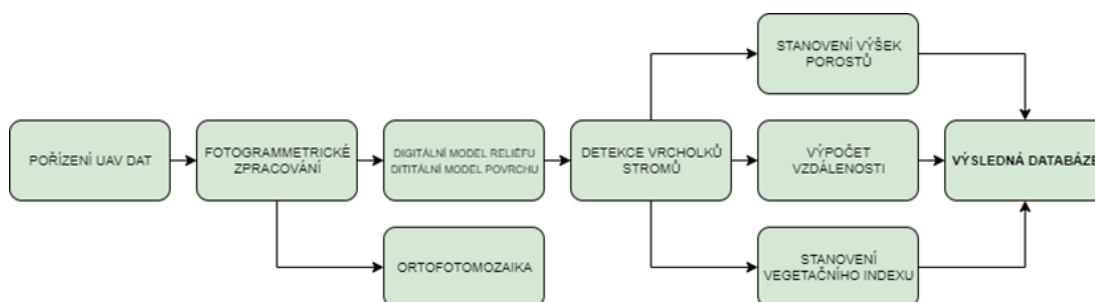 STANOVENÍ VÝŠEK
POROSTŮ
POŘÍZENÍ UAV DAT
FOTOGRAMMETRICKÉ
ZPRACOVÁNÍ
DIGITÁLNÍ MODEL RELIÉFU
DITITÁLNÍ MODEL POVRCHU
DETEKCE VRCHOLKŮ
STROMŮ
VÝPOČET
VZDÁLENOSTI
VÝSLEDNÁ DATABÁZE
ORTOFOTOMOZAIKA
STANOVENÍ
VEGETAČNÍHO INDEXU